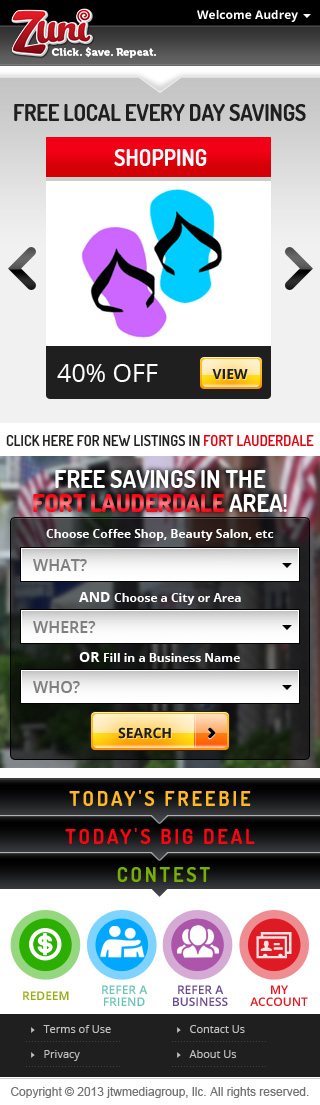 Zuni
Welcome Audrey
Click. $ave. Repeat.
FREE LOCAL EVERY DAY SAVINGS
SHOPPING
40% OFF
VIEW
CLICK HERE FOR NEW LISTINGS IN FORT LAUDERDALE
FREE SAVINGS IN THE
FORT LAUDERDALE AREA!
Choose Coffee Shop, Beauty Salon, etc
WHAT?
AND Choose a City or Area
WHERE?
OR Fill in a Business Name
WHO?
SEARCH
TODAY'S FREEBIE
TODAY'S BIG DEAL
CONTEST
REDEEM
REFER A
FRIEND
REFER A
BUSINESS
MY
ACCOUNT
Terms of Use
Contact Us
Privacy
About Us
Copyright © 2013 jtwmediagroup, llc. All rights reserved.